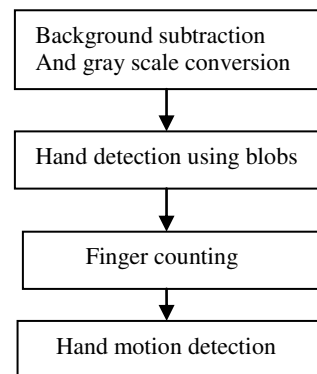 Background subtraction
And gray scale conversion
Hand detection using blobs
Finger counting
Hand motion detection